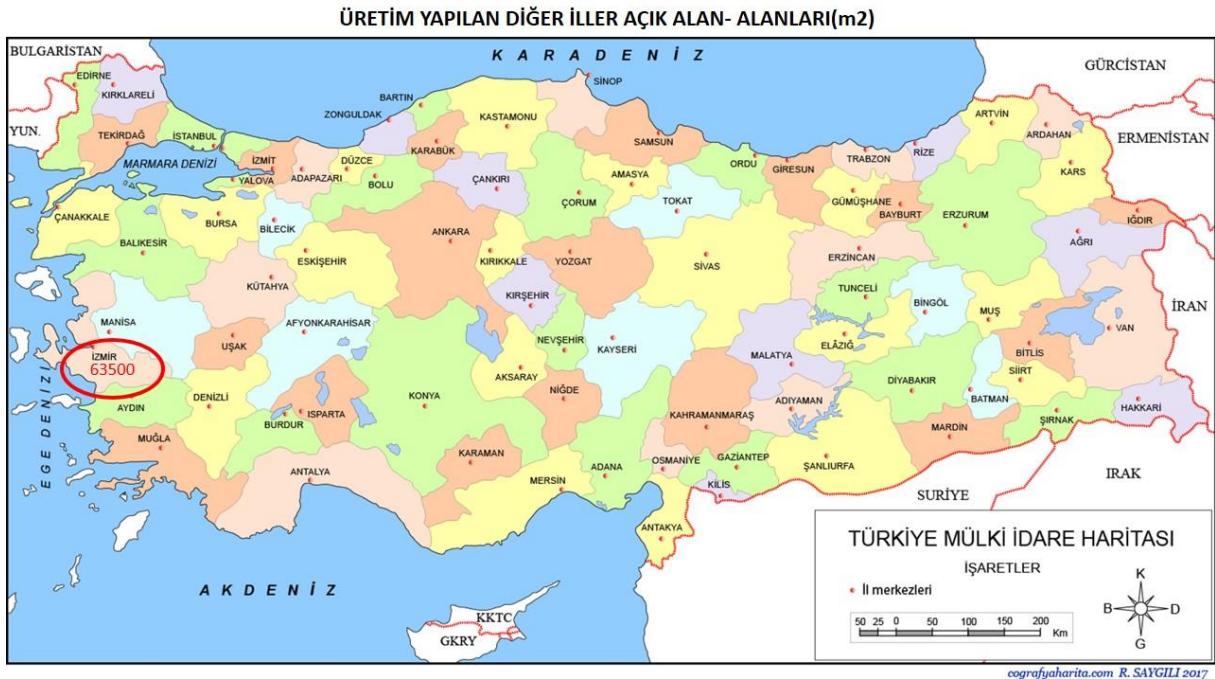 ÜRETİM YAPILAN DİĞER İLLER AÇIK ALAN- ALANLARI(m2)
BULGARİSTAN
KARADENİZ
GÜRCİSTAN
EDİRNE
KIRKLARELİ
SİNOP
BARTIN
ZONGULDAK
KASTAMONU
ARTVİN
ARDAHAN
ERMENİSTAN
YUN.
TEKİRDAĞ
İSTANBUL
KARABÜK
SAMSUN
ORDU
GİRESUN
TRABZON
RİZE
KARS
MARMARA DENİZİ
İZMİT
YALOVA
ADAPAZARI
DÜZCE
BOLU
ÇANKIRI
AMASYA
ÇORUM
TOKAT
GÜMÜŞHANE
BAYBURT
ERZURUM
IĞDIR
ÇANAKKALE
BURSA
BİLECİK
BALIKESİR
ESKİŞEHİR
ANKARA
KIRIKKALE
YOZGAT
SİVAS
ERZİNCAN
AĞRI
KÜTAHYA
KIRŞEHİR
TUNCELİ
BİNGÖL
MUŞ
İRAN
MANİSA
UŞAK
AFYONKARAHİSAR
NEVŞEHİR
KAYSERİ
MALATYA
ELÂZIĞ
BİTLİS
VAN
İZMİR
63500
AKSARAY
SİİRT
EGE DENİZİ
AYDIN
DENİZLİ
BURDUR
ISPARTA
KONYA
NİĞDE
KAHRAMANMARAŞ
ADIYAMAN
DİYABAKIR
BATMAN
ŞIRNAK
HAKKARİ
MUĞLA
ANTALYA
KARAMAN
MERSİN
ADANA
OSMANİYE
GAZİANTEP
KİLİS
ŞANLIURFA
MARDİN
SURİYE
IRAK
ANTAKYA
AKDENİZ
KKTC
GKRY
TÜRKİYE MÜLKİ İDARE HARİTASI
İŞARETLER
İl merkezleri
50 25 0 50 100 150 200
Km
K
B D
G
cografyaharita.com R. SAYGILI 2017